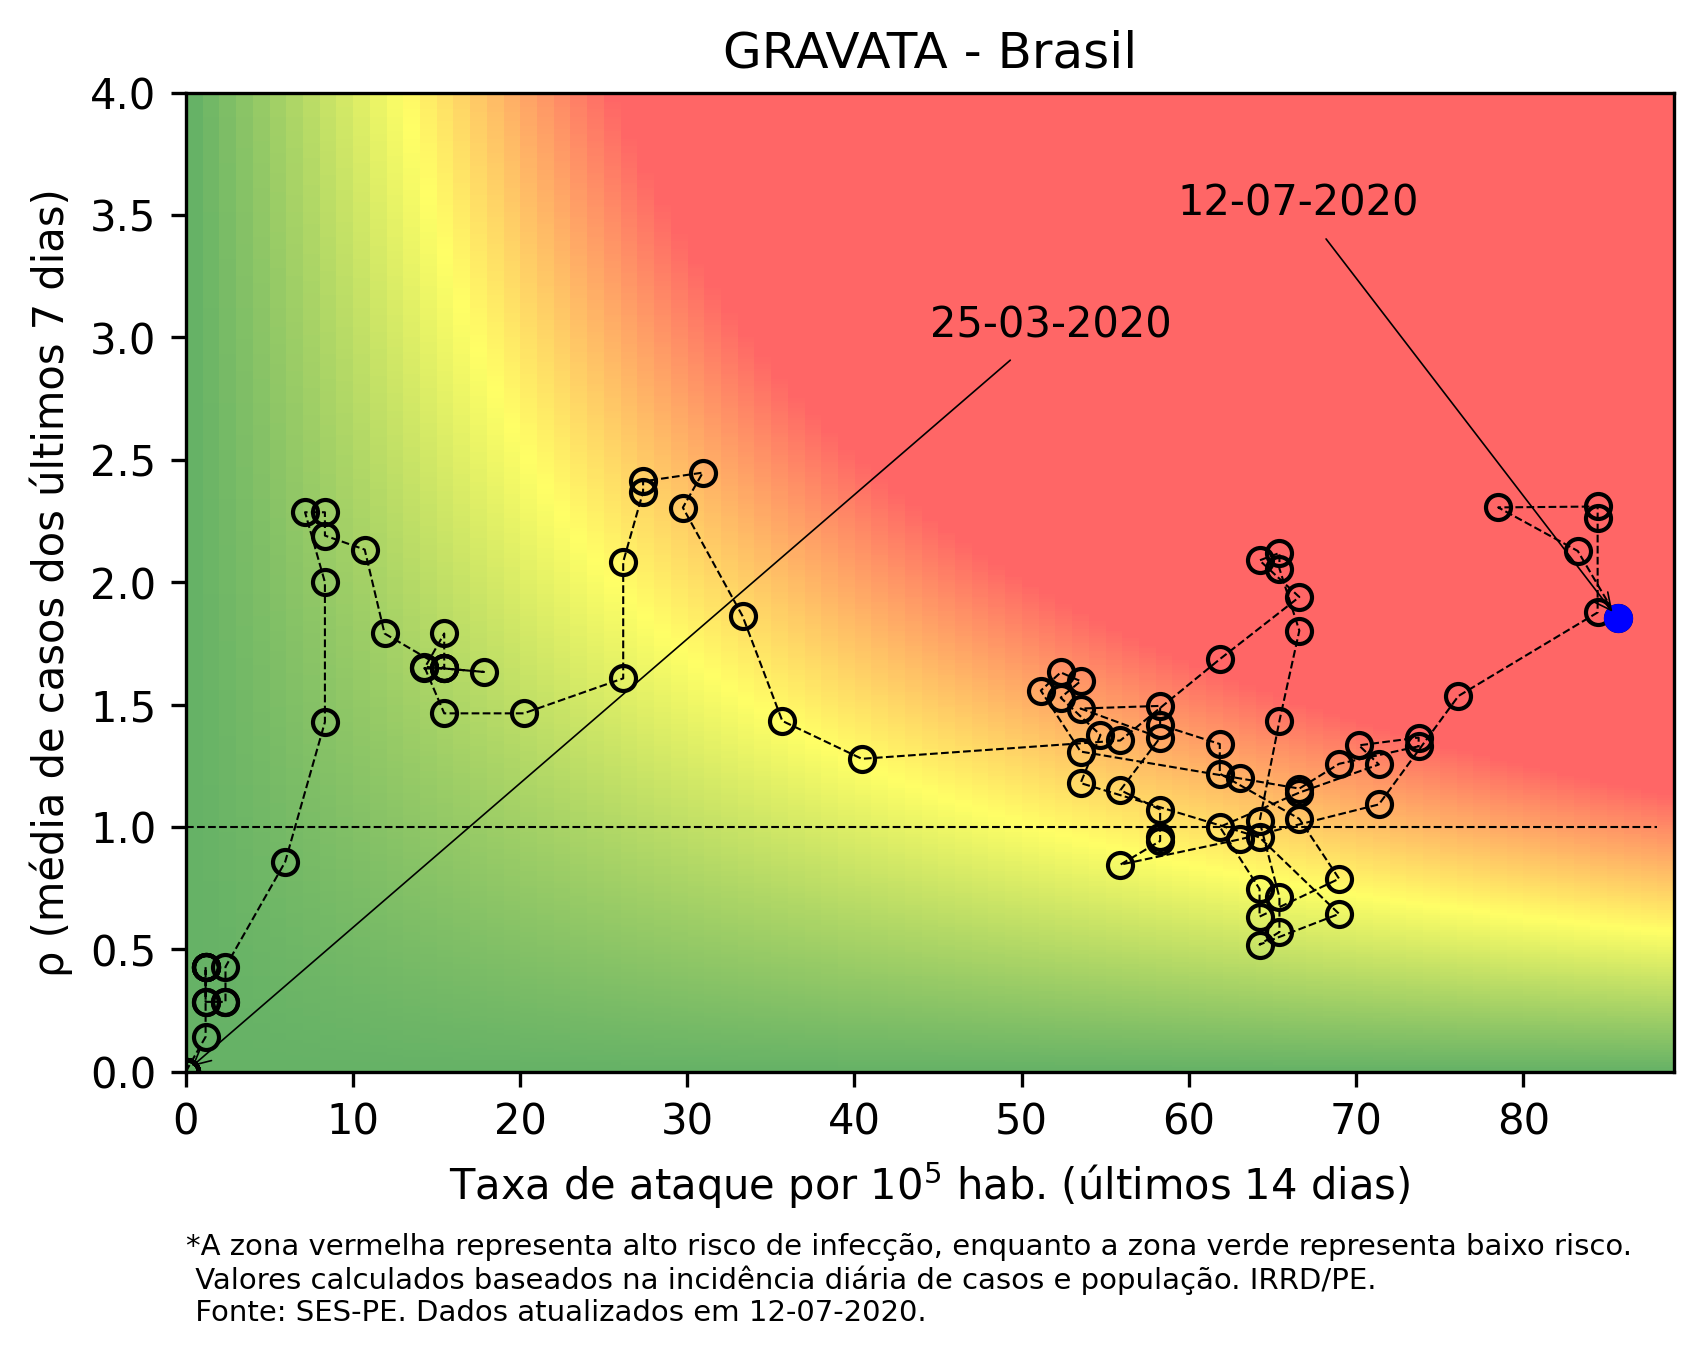 GRAVATA - Brasil
4.0
3.5
3.0
2.5
2.0
1.5
1.0
0.5
0.0
ρ (média de casos dos últimos 7 dias)
12-07-2020
25-03-2020
0 10 20 30 40 50 60 70 80
Taxa de ataque por 10⁵ hab. (últimos 14 dias)
*A zona vermelha representa alto risco de infecção, enquanto a zona verde representa baixo risco.
Valores calculados baseados na incidência diária de casos e população. IRRD/PE.
Fonte: SES-PE. Dados atualizados em 12-07-2020.